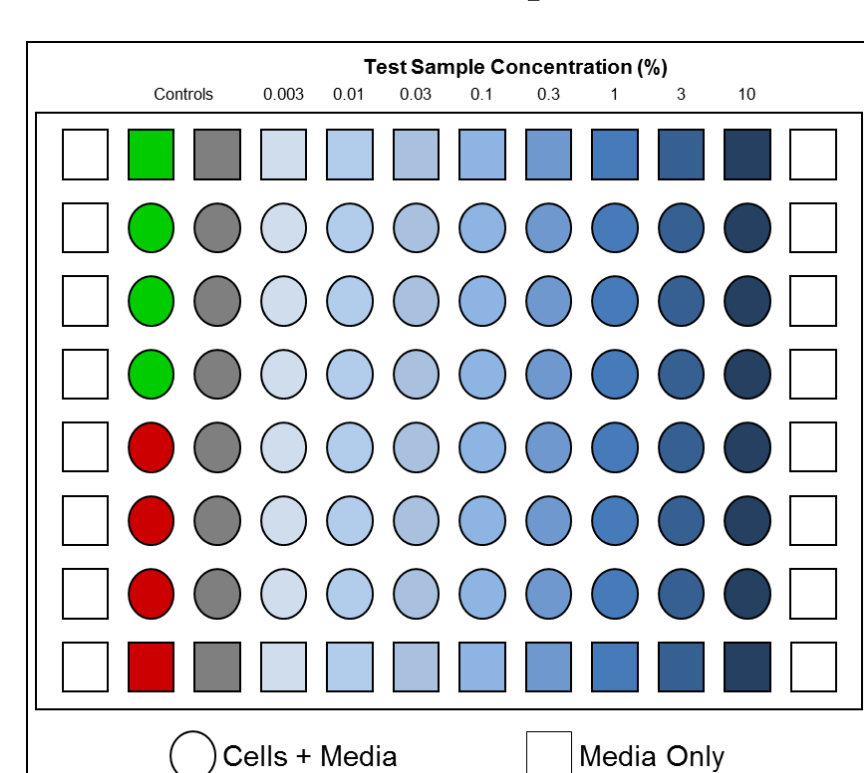 Test Sample Concentration (%)
Controls 0.003 0.01 0.03 0.1 0.3 1 3 10
Cells + Media Media Only